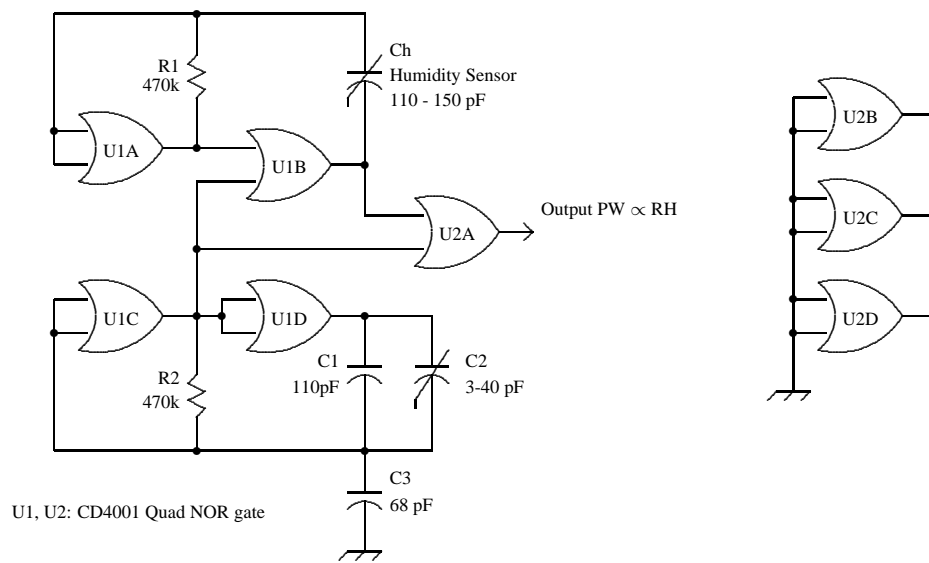 Ch
Humidity Sensor
110 - 150 pF
R1
470k
U1A
U1B
U2A
Output PW ∝ RH
U1C
U1D
R2
470k
C1
110pF
C2
3-40 pF
C3
68 pF
U1, U2: CD4001 Quad NOR gate
U2B
U2C
U2D